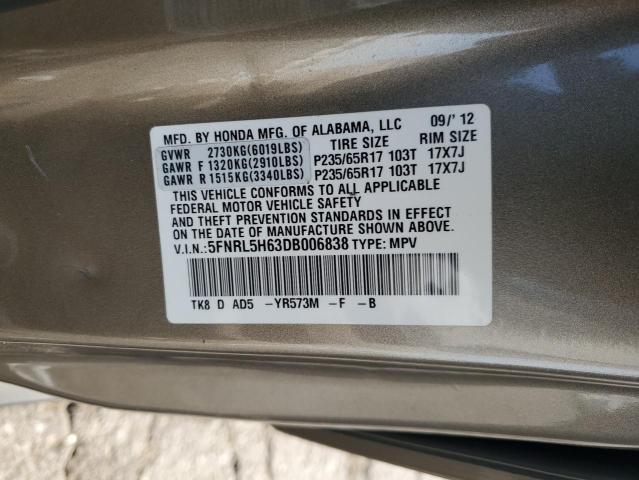 MFD. BY HONDA MFG. OF ALABAMA, LLC 09/' 12
GVWR 2730KG(6019LBS) TIRE SIZE RIM SIZE
GAWR F 1320KG(2910LBS) P235/65R17 103T 17X7J
GAWR R 1515KG(3340LBS) P235/65R17 103T 17X7J
THIS VEHICLE CONFORMS TO ALL APPLICABLE
FEDERAL MOTOR VEHICLE SAFETY
AND THEFT PREVENTION STANDARDS IN EFFECT
ON THE DATE OF MANUFACTURE SHOWN ABOVE.
V.I.N.:5FNRL5H63DB006838 TYPE: MPV
TK8 D AD5 -YR573M -F -B